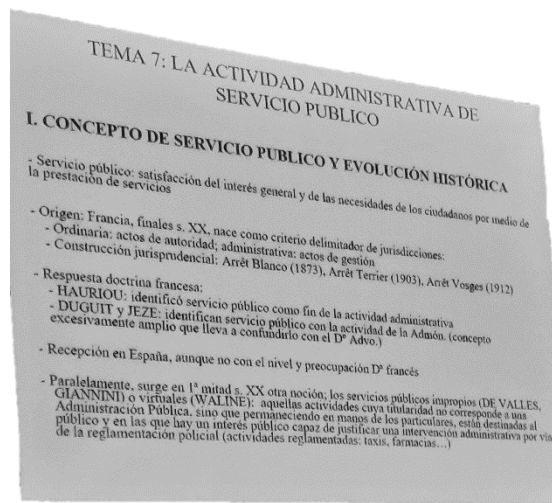 TEMA 7: LA ACTIVIDAD ADMINISTRATIVA DE
SERVICIO PUBLICO
I. CONCEPTO DE SERVICIO PUBLICO Y EVOLUCIÓN HISTÓRICA
- Servicio público: satisfacción del interés general y de las necesidades de los ciudadanos por medio de
la prestación de servicios
- Origen: Francia, finales s. XX, nace como criterio delimitador de jurisdicciones:
- Ordinaria: actos de autoridad; administrativa: actos de gestión
- Construcción jurisprudencial: Arrêt Blanco (1873), Arrêt Terrier (1903), Arrêt Vosges (1912)
- Respuesta doctrina francesa:
- HAURIOU: identificó servicio público como fin de la actividad administrativa
- DUGUIT y JEZE: identifican servicio público con la actividad de la Admón. (concepto
excesivamente amplio que lleva a confundirlo con el Dº Advo.)
- Recepción en España, aunque no con el nivel y preocupación Dº francés
- Paralelamente, surge en 1ª mitad s. XX otra noción; los servicios públicos impropios (DE VALLES,
GIANNINI) o virtuales (WALINE): aquellas actividades cuya titularidad no corresponde a una
Administración Pública, sino que permaneciendo en manos de los particulares, están destinadas al
público y en las que hay un interés público capaz de justificar una intervención administrativa por vía
de la reglamentación policial (actividades reglamentadas: taxis, farmacias...)